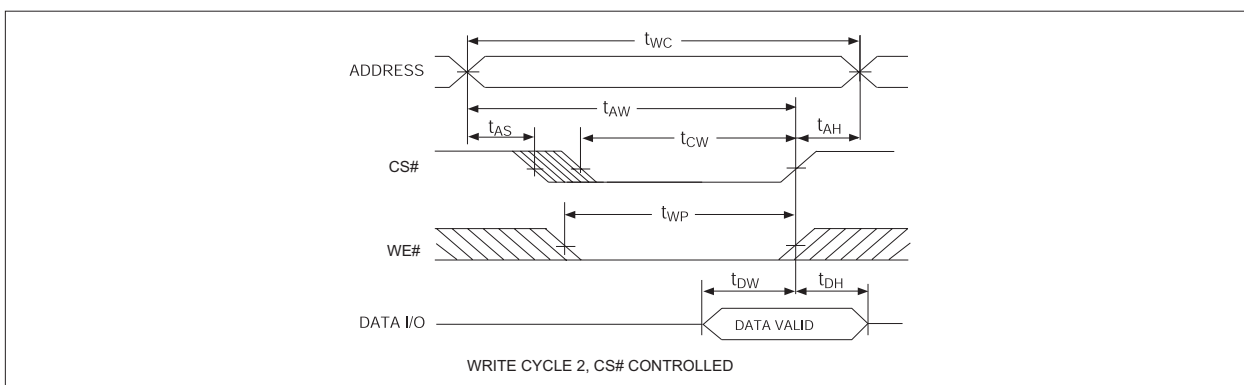 tWC
ADDRESS
tAW
tAS
tCW
tAH
CS#
tWP
WE#
tDW
tDH
DATA I/O
DATA VALID
WRITE CYCLE 2, CS# CONTROLLED